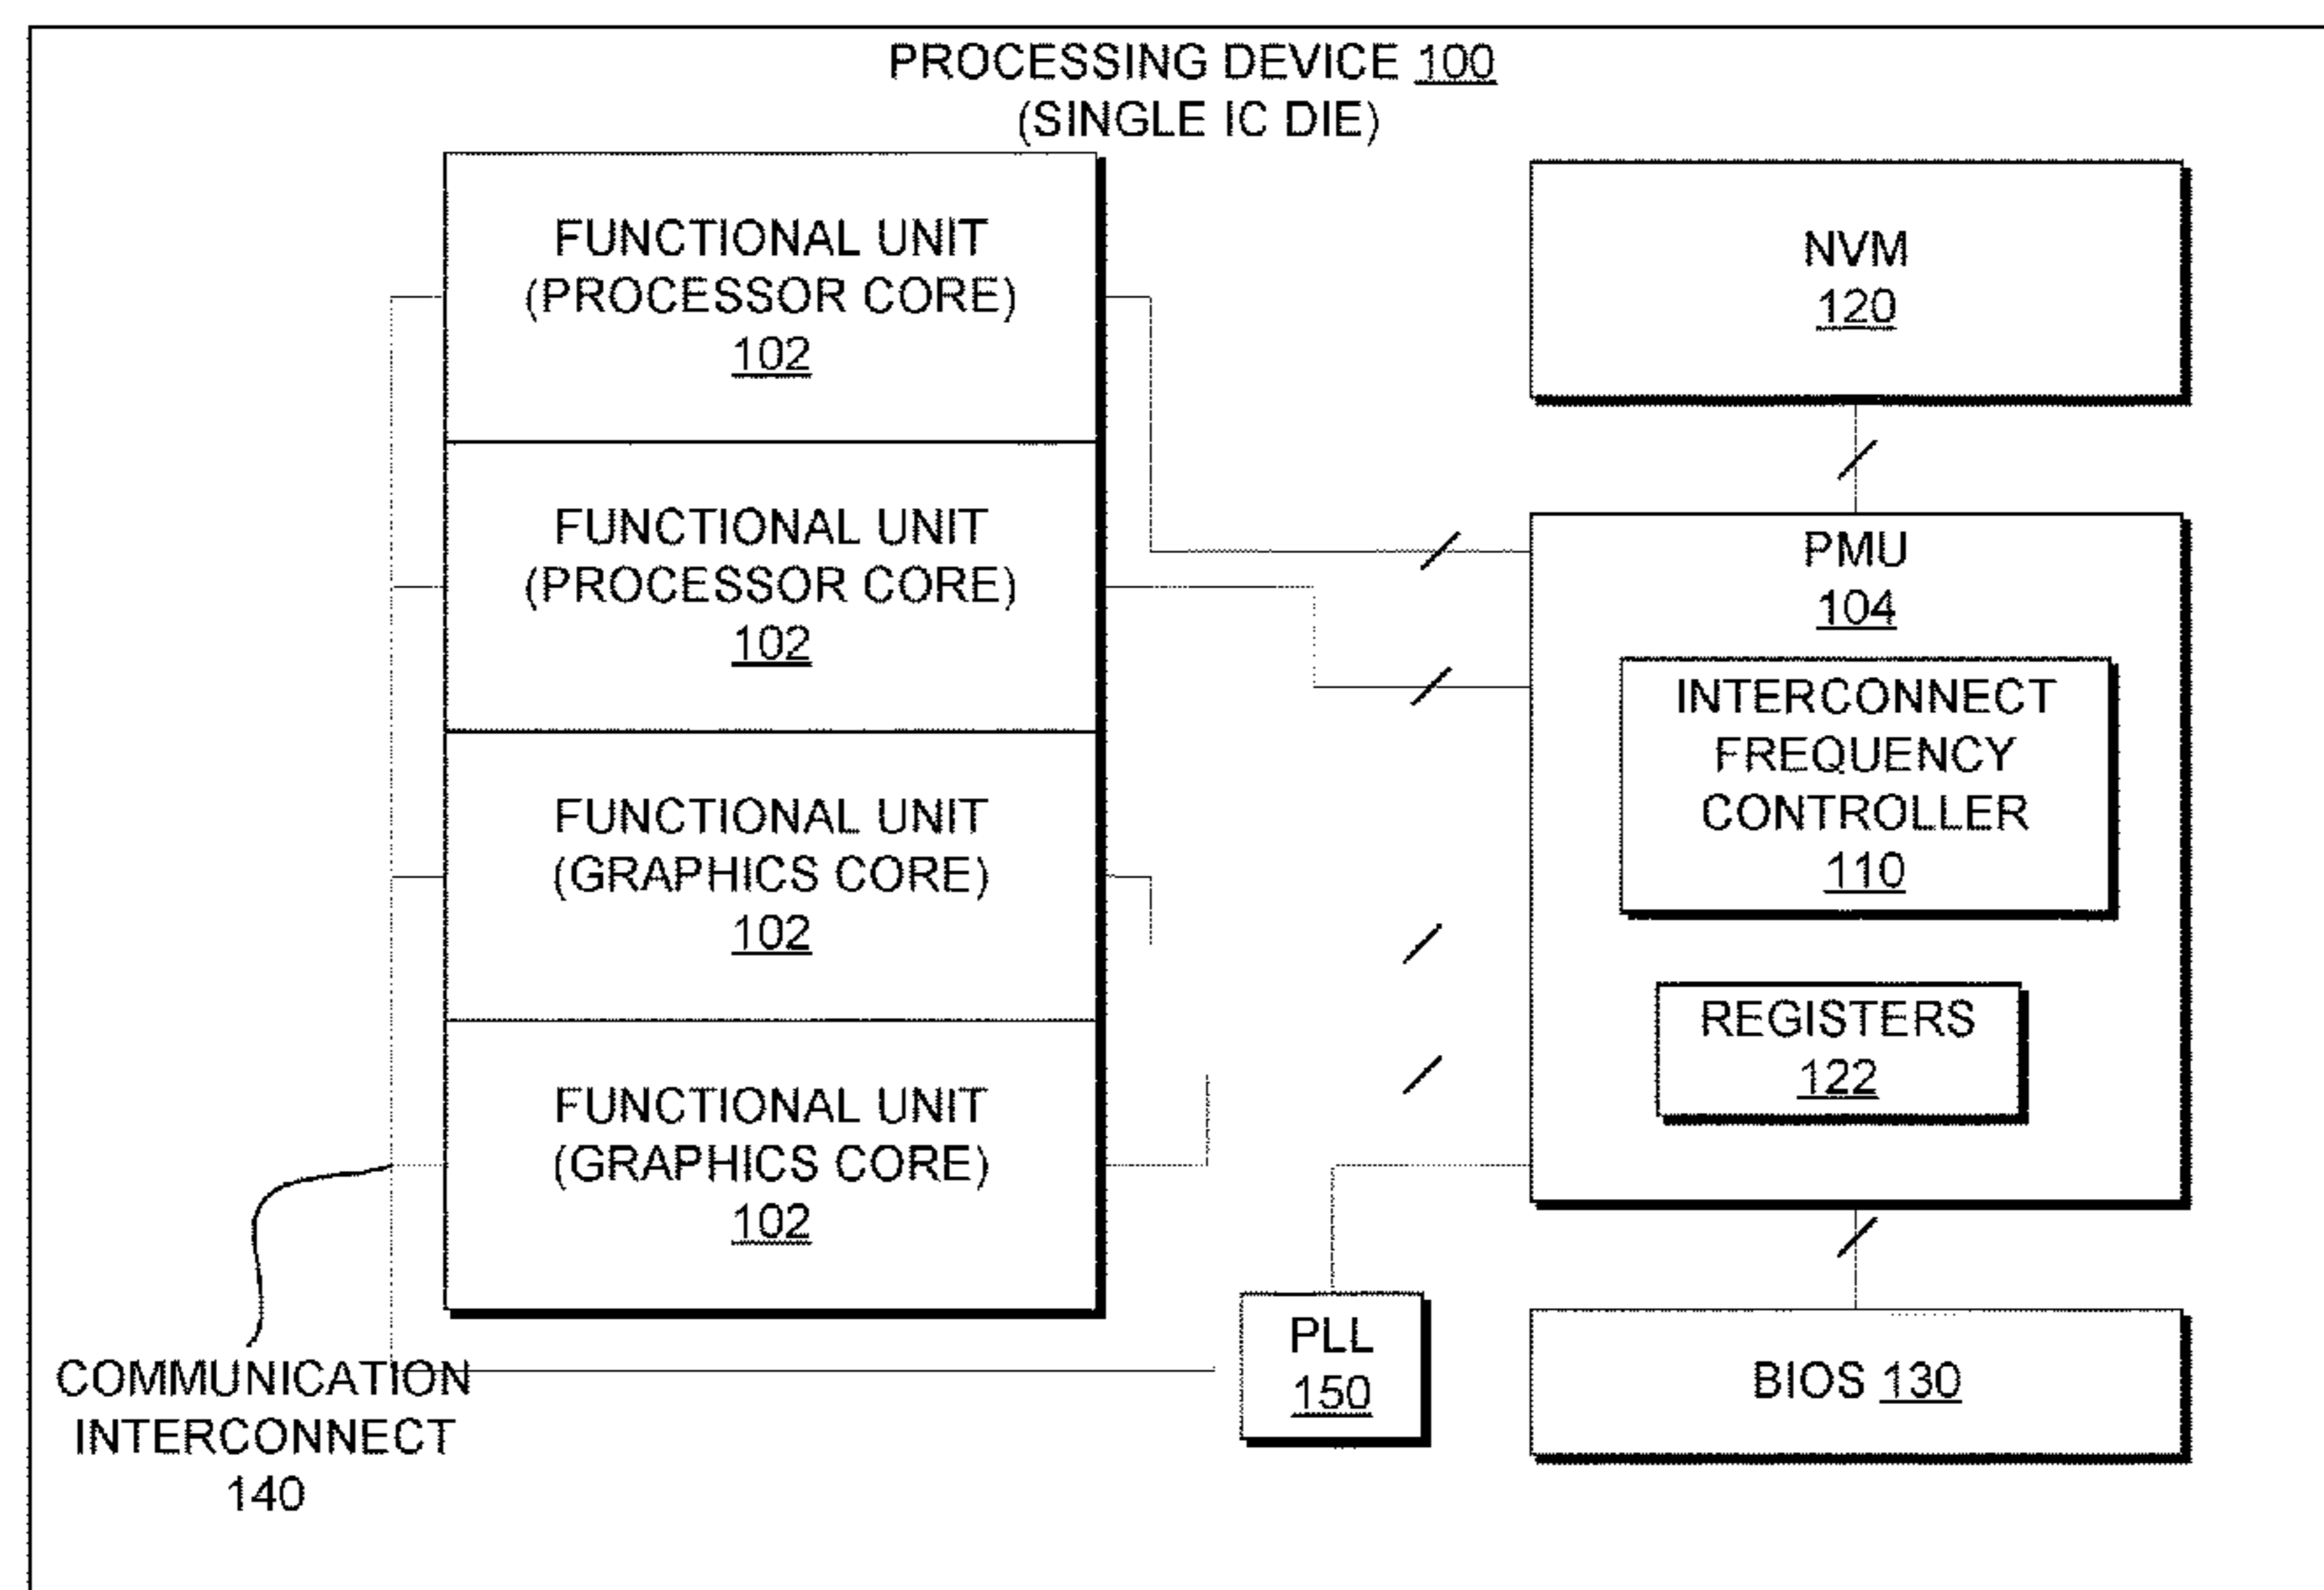 PROCESSING DEVICE 100
(SINGLE IC DIE)
FUNCTIONAL UNIT
(PROCESSOR CORE)
102
FUNCTIONAL UNIT
(PROCESSOR CORE)
102
FUNCTIONAL UNIT
(GRAPHICS CORE)
102
FUNCTIONAL UNIT
(GRAPHICS CORE)
102
COMMUNICATION
INTERCONNECT
140
NVM
120
PMU
104
INTERCONNECT
FREQUENCY
CONTROLLER
110
REGISTERS
122
PLL
150
BIOS 130